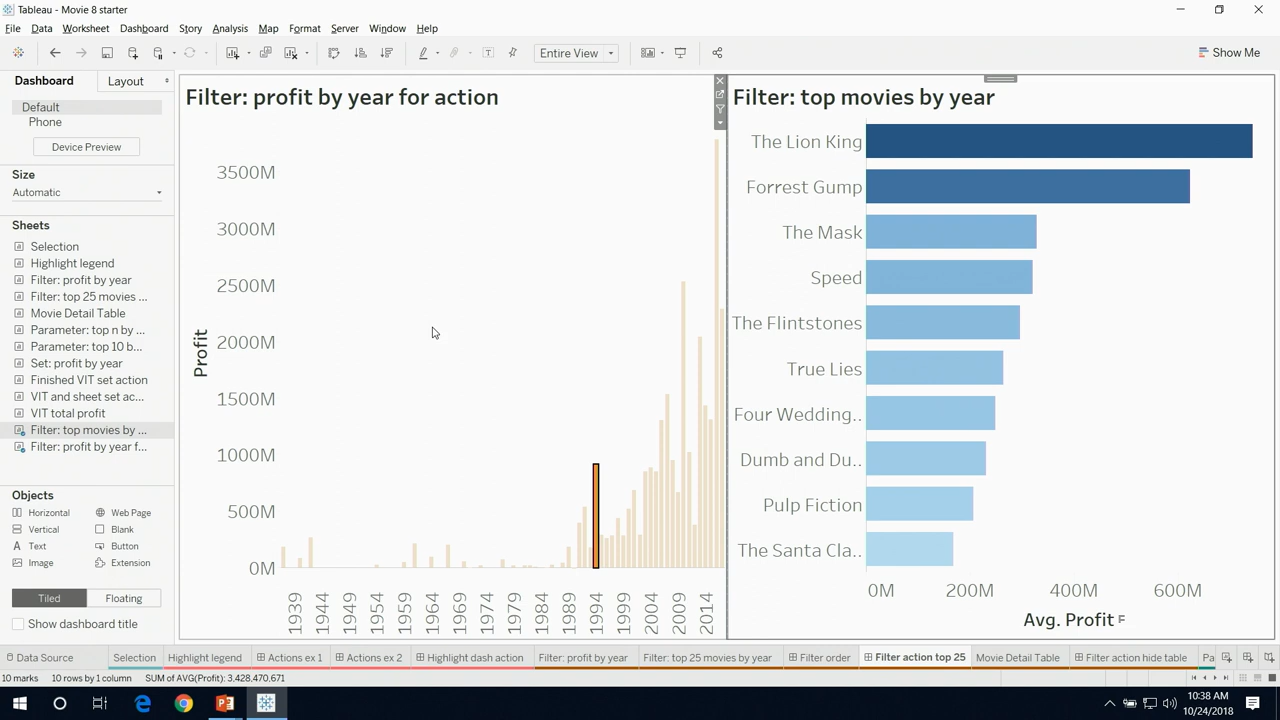 Tableau - Movie 8 starter
File Data Worksheet Dashboard Story Analysis Map Format Server Window Help
Entire View
Show Me
Dashboard Layout
Default
Phone
Device Preview
Size
Automatic
Sheets
Selection
Highlight legend
Filter: profit by year
Filter: top 25 movies ...
Movie Detail Table
Parameter: top n by ...
Parameter: top 10 b...
Set: profit by year
Finished VIT set action
VIT and sheet set ac...
VIT total profit
Filter: top movies by ...
Filter: profit by year f...
Objects
Horizontal Web Page
Vertical Blank
Text Button
Image Extension
Tiled Floating
Show dashboard title
Filter: profit by year for action
3500M
3000M
2500M
2000M
1500M
1000M
500M
0M
Profit
1939 1944 1949 1954 1959 1964 1969 1974 1979 1984 1989 1994 1999 2004 2009 2014
Filter: top movies by year
The Lion King
Forrest Gump
The Mask
Speed
The Flintstones
True Lies
Four Wedding..
Dumb and Du..
Pulp Fiction
The Santa Cla..
0M 200M 400M 600M
Avg. Profit
Data Source Selection Highlight legend Actions ex 1 Actions ex 2 Highlight dash action Filter: profit by year Filter: top 25 movies by year Filter order Filter action top 25 Movie Detail Table Filter action hide table Pa
10 marks 10 rows by 1 column SUM of AVG(Profit): 3,428,470,671
10:38 AM
10/24/2018